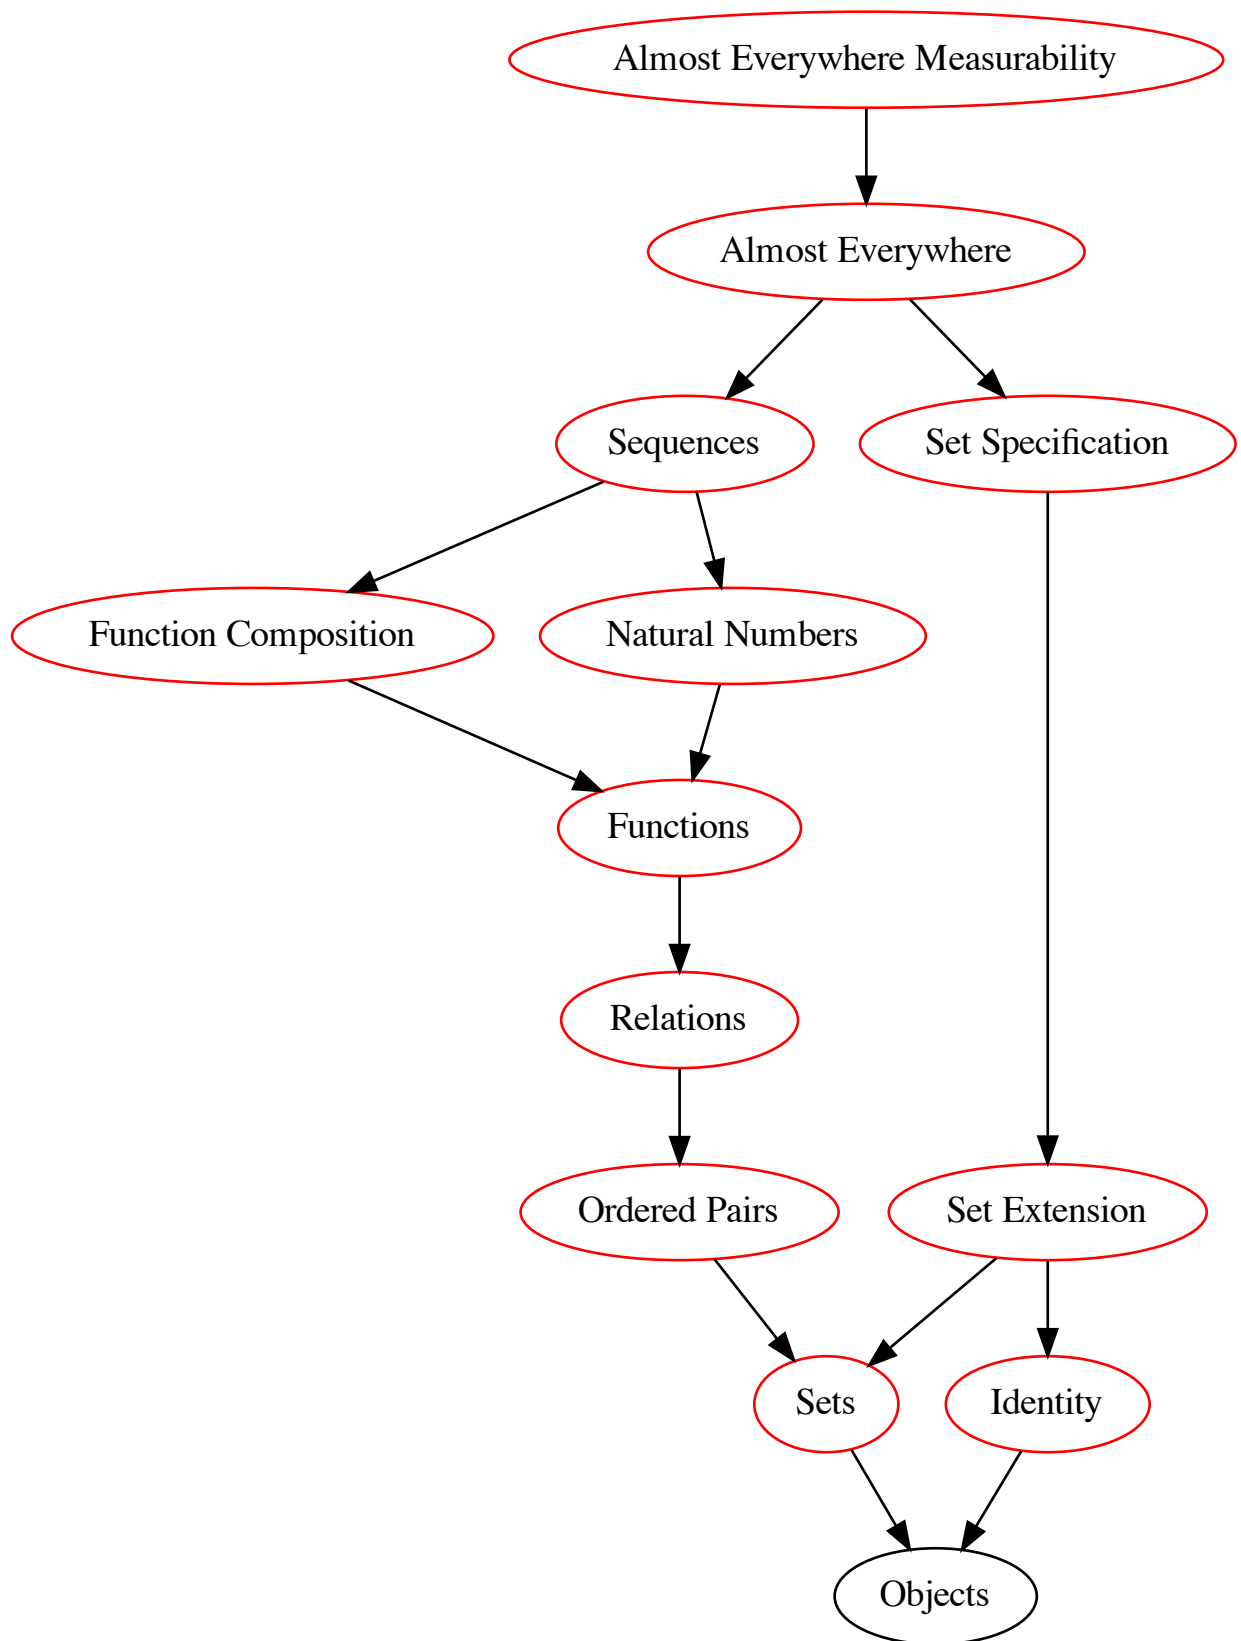 Almost Everywhere Measurability
Almost Everywhere
Sequences
Set Specification
Function Composition
Natural Numbers
Functions
Relations
Ordered Pairs
Set Extension
Sets
Identity
Objects